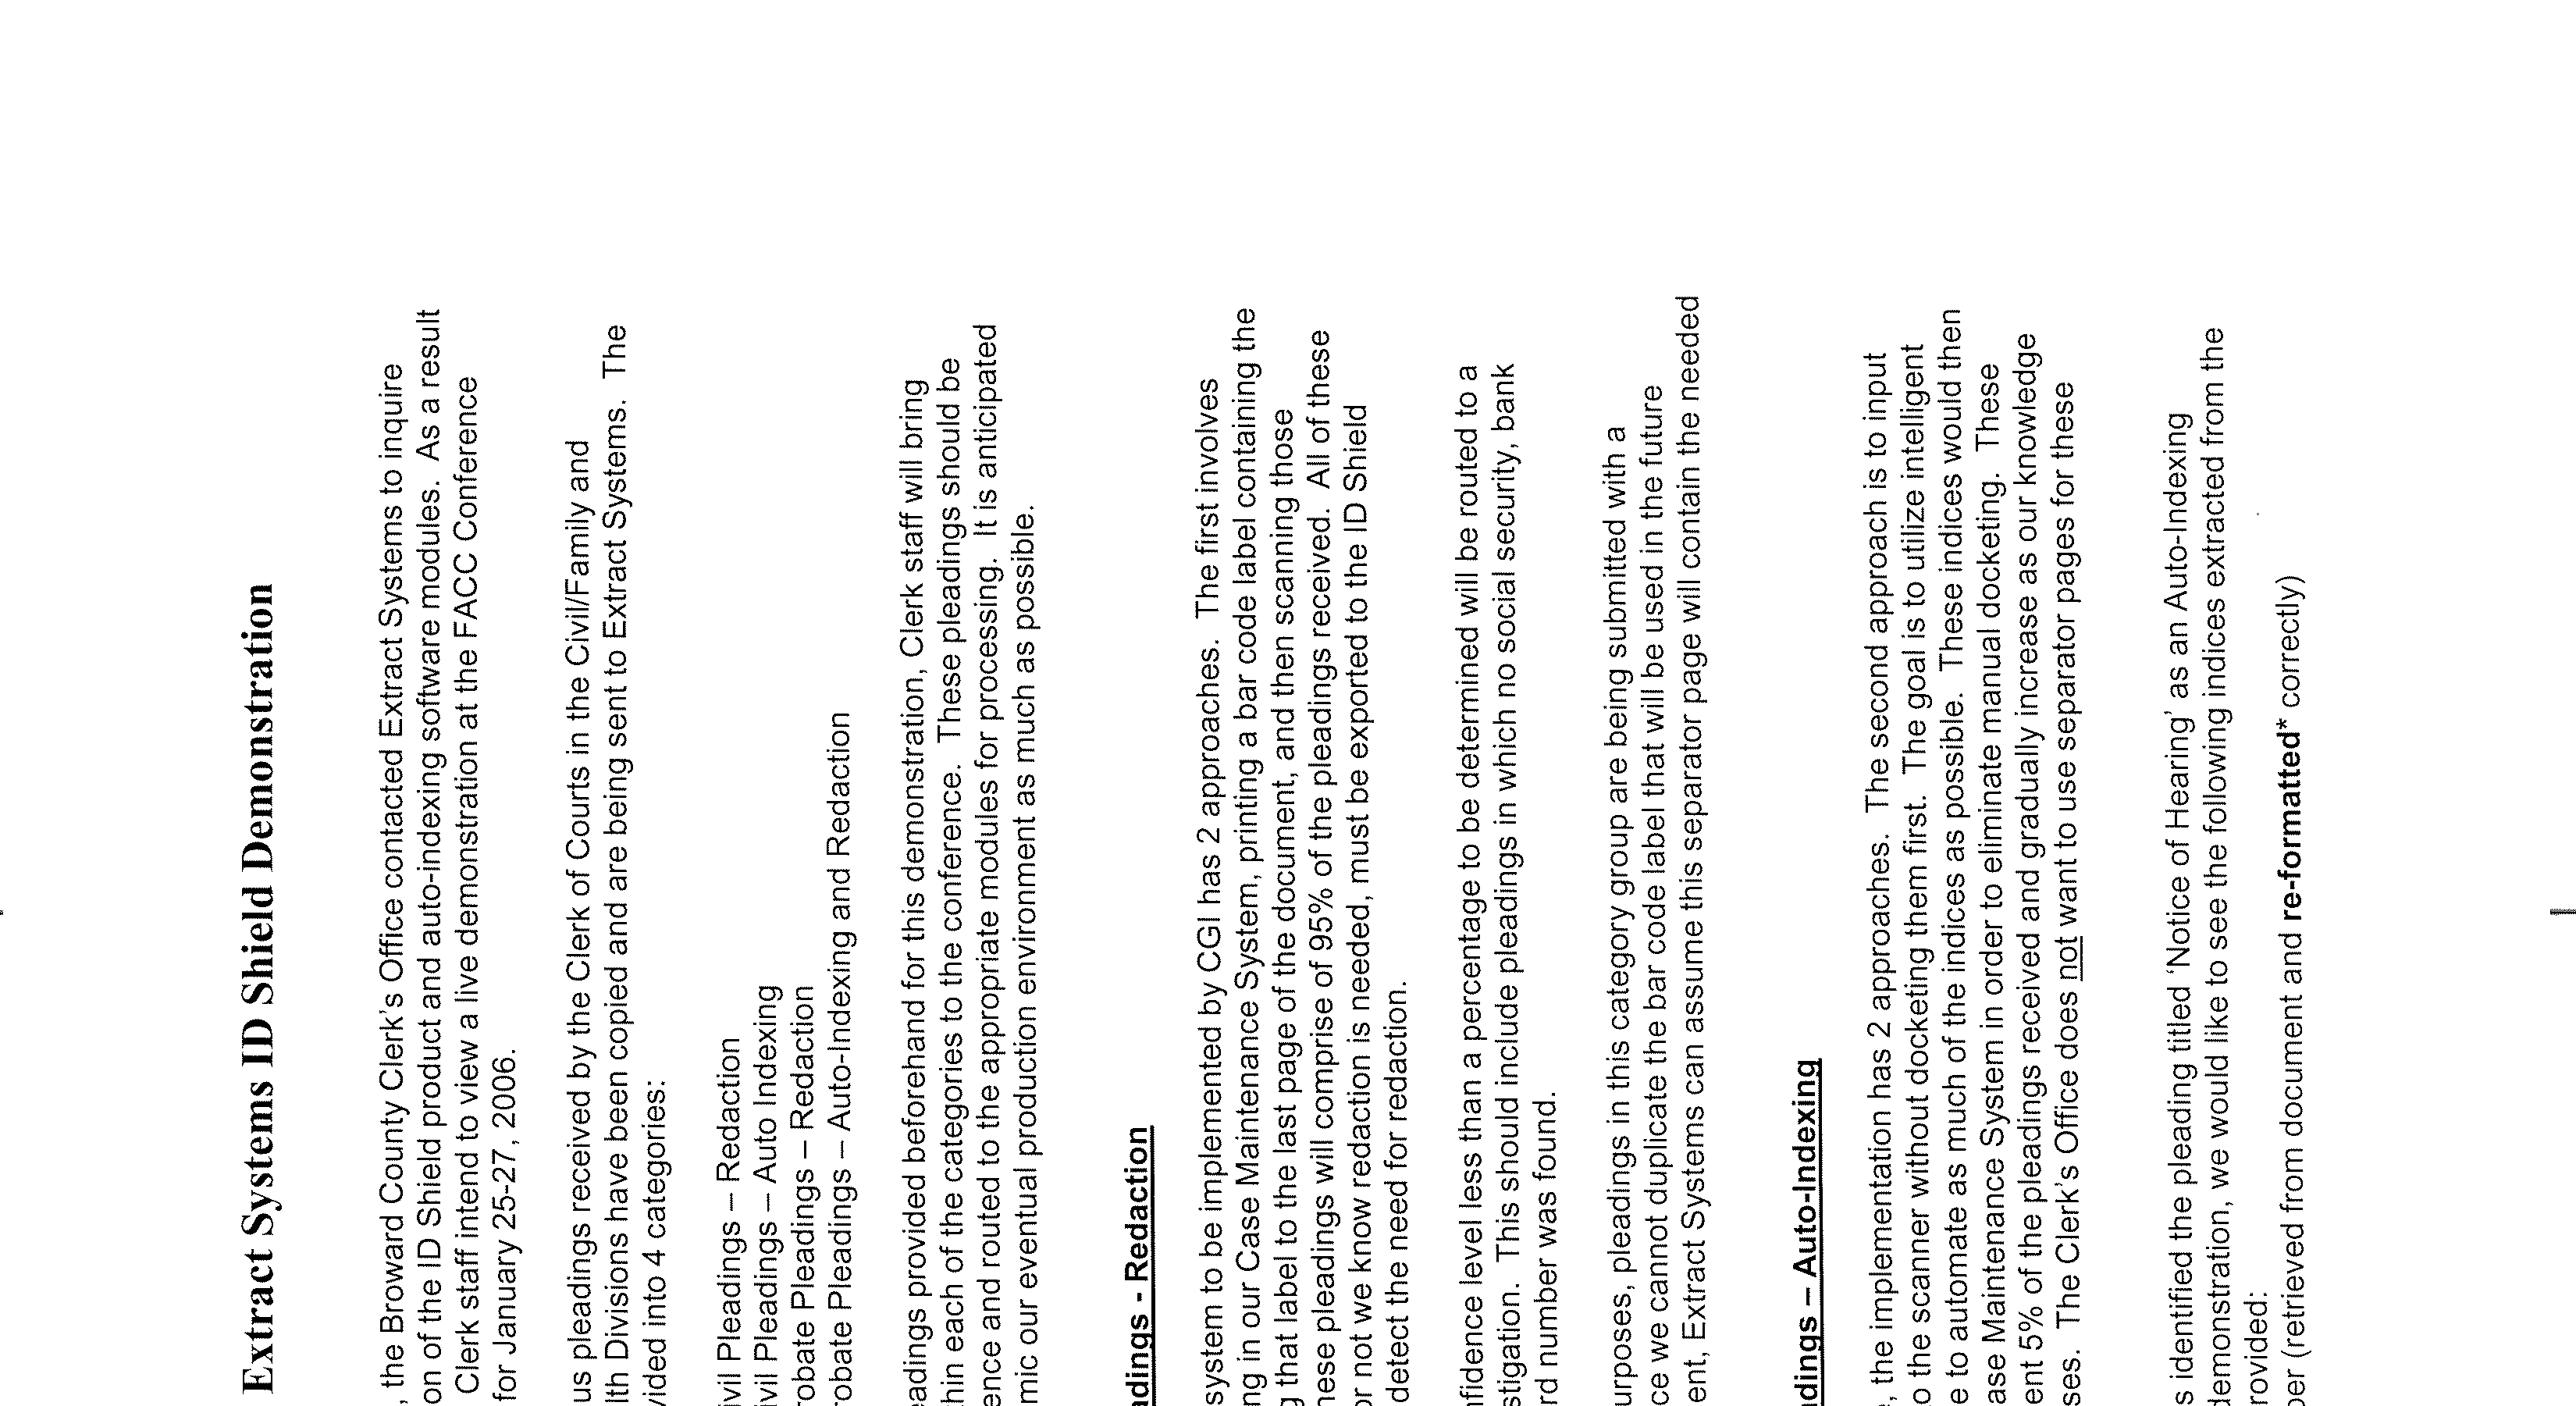 Extract Systems ID Shield Demonstration
, the Broward County Clerk's Office contacted Extract Systems to inquire
on of the ID Shield product and auto-indexing software modules. As a result
Clerk staff intend to view a live demonstration at the FACC Conference
for January 25-27, 2006.
us pleadings received by the Clerk of Courts in the Civil/Family and
lth Divisions have been copied and are being sent to Extract Systems. The
vided into 4 categories:
ivil Pleadings – Redaction
ivil Pleadings – Auto Indexing
robate Pleadings – Redaction
robate Pleadings – Auto-Indexing and Redaction
eadings provided beforehand for this demonstration, Clerk staff will bring
hin each of the categories to the conference. These pleadings should be
ence and routed to the appropriate modules for processing. It is anticipated
mic our eventual production environment as much as possible.
adings - Redaction
system to be implemented by CGI has 2 approaches. The first involves
ng in our Case Maintenance System, printing a bar code label containing the
g that label to the last page of the document, and then scanning those
hese pleadings will comprise of 95% of the pleadings received. All of these
or not we know redaction is needed, must be exported to the ID Shield
detect the need for redaction.
nfidence level less than a percentage to be determined will be routed to a
stigation. This should include pleadings in which no social security, bank
rd number was found.
urposes, pleadings in this category group are being submitted with a
ce we cannot duplicate the bar code label that will be used in the future
ent, Extract Systems can assume this separator page will contain the needed
adings – Auto-Indexing
, the implementation has 2 approaches. The second approach is to input
o the scanner without docketing them first. The goal is to utilize intelligent
e to automate as much of the indices as possible. These indices would then
ase Maintenance System in order to eliminate manual docketing. These
ent 5% of the pleadings received and gradually increase as our knowledge
ses. The Clerk's Office does not want to use separator pages for these
s identified the pleading titled 'Notice of Hearing' as an Auto-Indexing
demonstration, we would like to see the following indices extracted from the
rovided:
ber (retrieved from document and re-formatted* correctly)